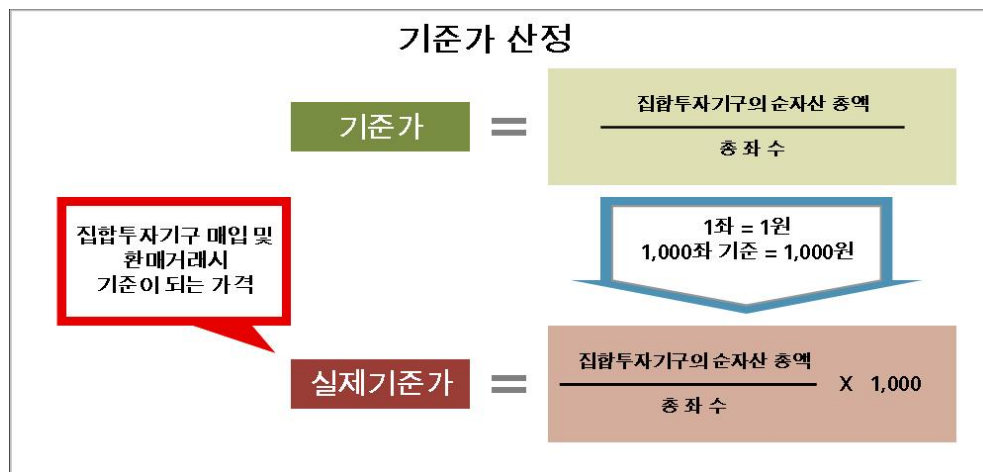 기준가 산정
기준가 =
집합투자기구의 순자산 총액
총 좌 수
집합투자기구 매입 및
환매거래시
기준이 되는 가격
1좌 = 1원
1,000좌 기준 = 1,000원
실제기준가 =
집합투자기구의 순자산 총액
총 좌 수
X 1,000